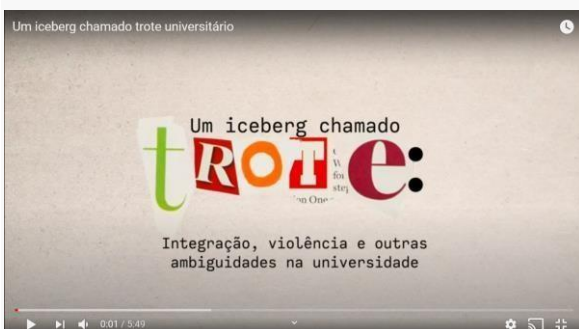 Um iceberg chamado trote universitário
Um iceberg chamado
tROTe:
Integração, violência e outras
ambiguidades na universidade
0:01 / 5:49